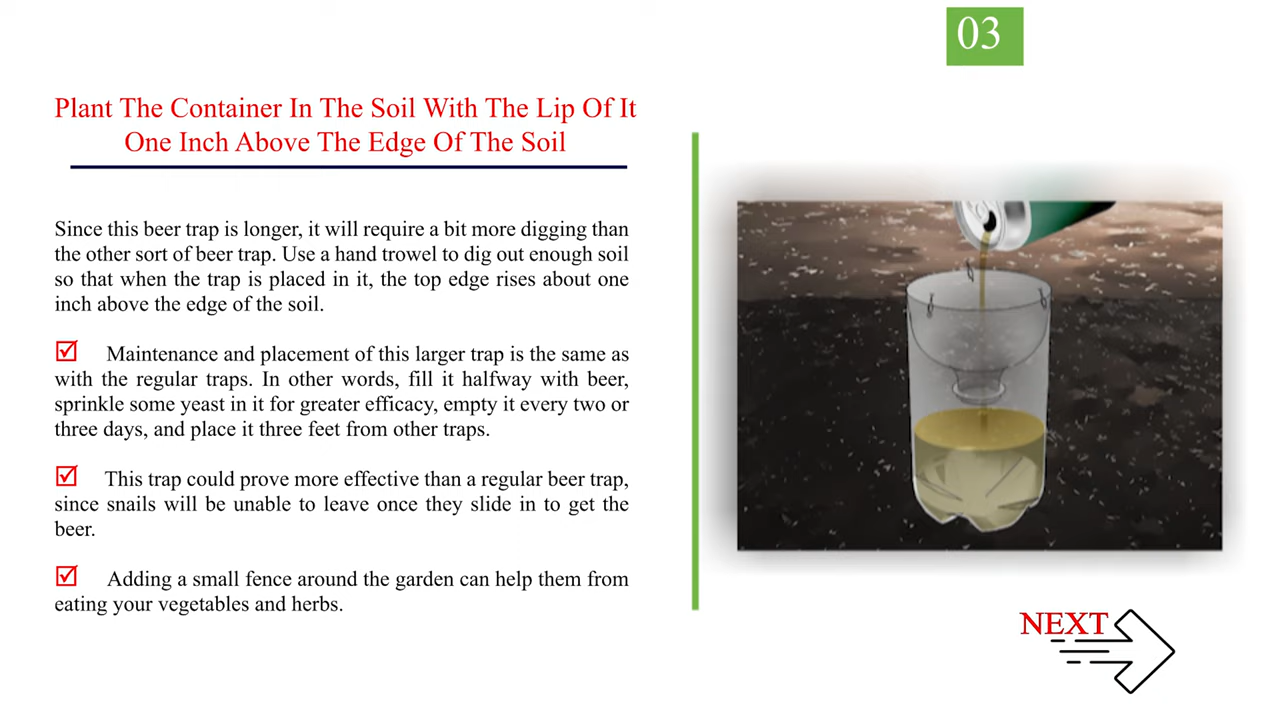 03
Plant The Container In The Soil With The Lip Of It
One Inch Above The Edge Of The Soil
Since this beer trap is longer, it will require a bit more digging than
the other sort of beer trap. Use a hand trowel to dig out enough soil
so that when the trap is placed in it, the top edge rises about one
inch above the edge of the soil.
Maintenance and placement of this larger trap is the same as
with the regular traps. In other words, fill it halfway with beer,
sprinkle some yeast in it for greater efficacy, empty it every two or
three days, and place it three feet from other traps.
This trap could prove more effective than a regular beer trap,
since snails will be unable to leave once they slide in to get the
beer.
Adding a small fence around the garden can help them from
eating your vegetables and herbs.
NEXT